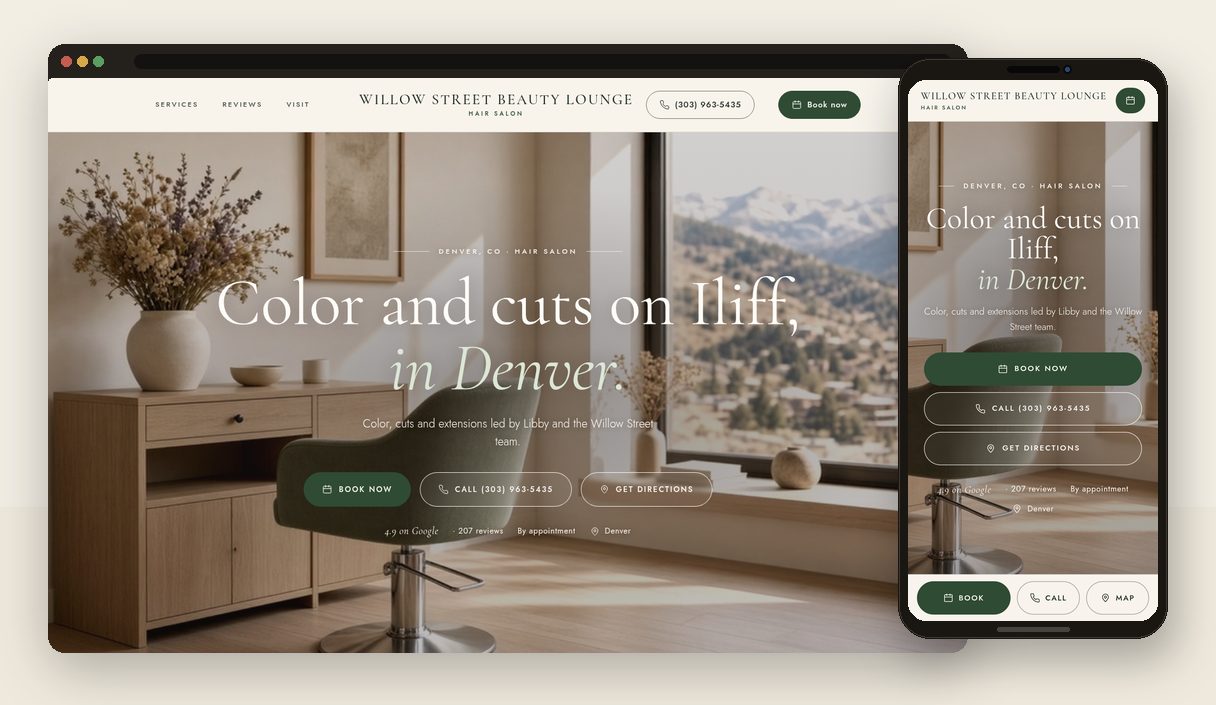 SERVICES REVIEWS VISIT
WILLOW STREET BEAUTY LOUNGE
HAIR SALON
(303) 963-5435
Book now
DENVER, CO · HAIR SALON
Color and cuts on Iliff,
in Denver.
Color, cuts and extensions led by Libby and the Willow Street
team.
BOOK NOW
CALL (303) 963-5435
GET DIRECTIONS
4.9 on Google · 207 reviews By appointment Denver
WILLOW STREET BEAUTY LOUNGE
HAIR SALON
DENVER, CO · HAIR SALON
Color and cuts on
Iliff,
in Denver.
Color, cuts and extensions led by Libby and the Willow
Street team.
BOOK NOW
CALL (303) 963-5435
GET DIRECTIONS
4.9 on Google · 207 reviews By appointment
Denver
BOOK
CALL
MAP